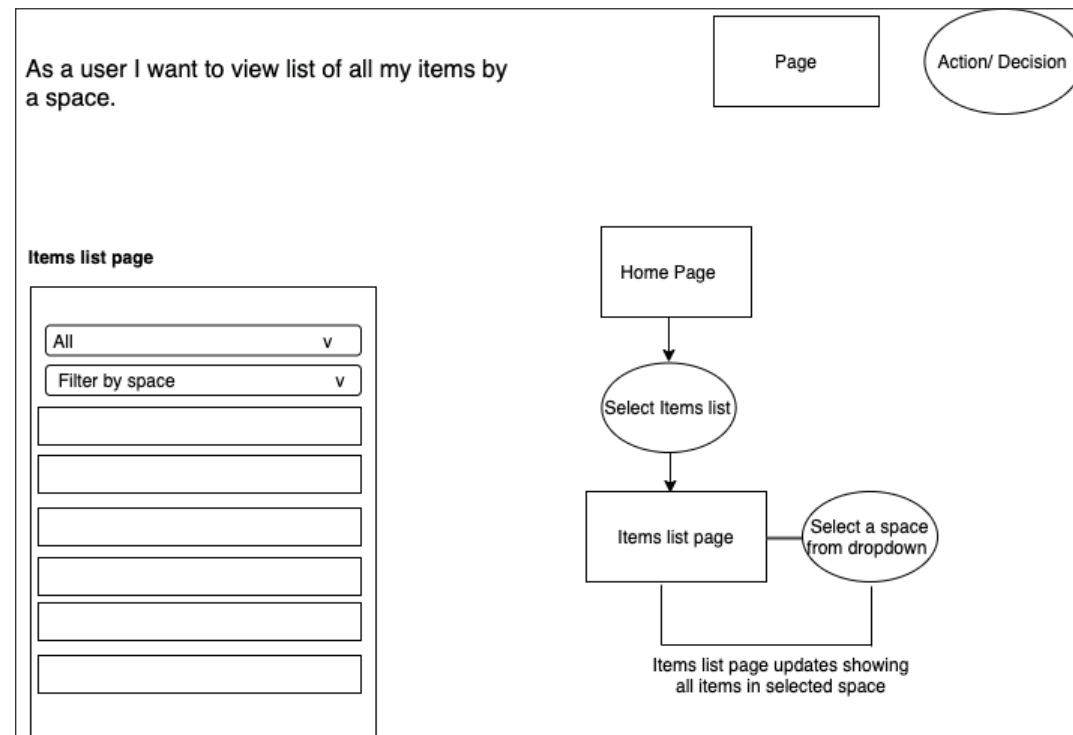 As a user I want to view list of all my items by
a space.
Page
Action/ Decision
Items list page
All v
Filter by space v
Home Page
Select Items list
Items list page
Select a space
from dropdown
Items list page updates showing
all items in selected space